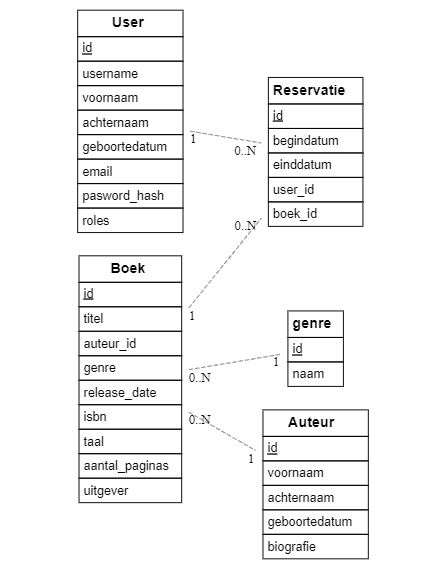 User
id
username
voornaam
achternaam
geboortedatum
email
pasword_hash
roles
1
0..N
Reservatie
id
begindatum
einddatum
user_id
boek_id
0..N
1
Boek
id
titel
auteur_id
genre
release_date
isbn
taal
aantal_paginas
uitgever
0..N
1
genre
id
naam
0..N
1
Auteur
id
voornaam
achternaam
geboortedatum
biografie